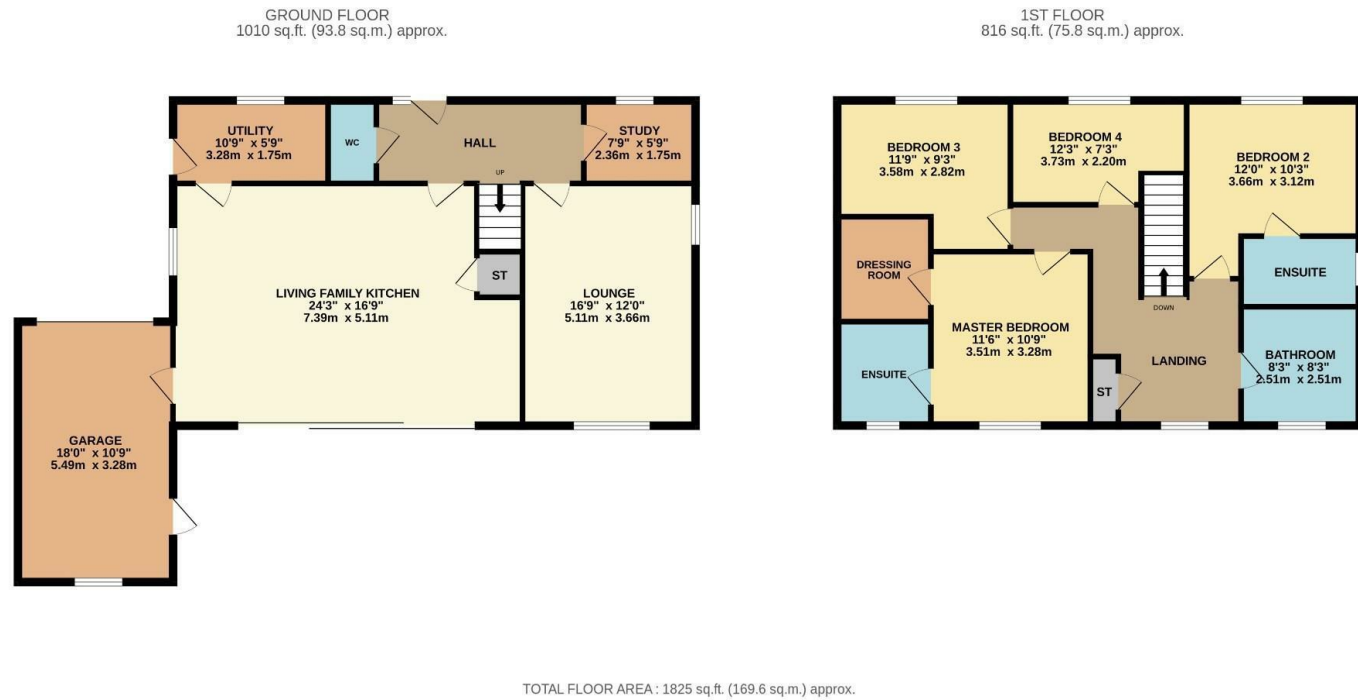 GROUND FLOOR
1010 sq.ft. (93.8 sq.m.) approx.
UTILITY
10'9" x 5'9"
3.28m x 1.75m
WC
HALL
UP
STUDY
7'9" x 5'9"
2.36m x 1.75m
LIVING FAMILY KITCHEN
24'3" x 16'9"
7.39m x 5.11m
ST
LOUNGE
16'9" x 12'0"
5.11m x 3.66m
GARAGE
18'0" x 10'9"
5.49m x 3.28m
1ST FLOOR
816 sq.ft. (75.8 sq.m.) approx.
BEDROOM 3
11'9" x 9'3"
3.58m x 2.82m
BEDROOM 4
12'3" x 7'3"
3.73m x 2.20m
BEDROOM 2
12'0" x 10'3"
3.66m x 3.12m
DRESSING
ROOM
ENSUITE
DOWN
MASTER BEDROOM
11'6" x 10'9"
3.51m x 3.28m
ENSUITE
LANDING
ST
BATHROOM
8'3" x 8'3"
2.51m x 2.51m
TOTAL FLOOR AREA : 1825 sq.ft. (169.6 sq.m.) approx.